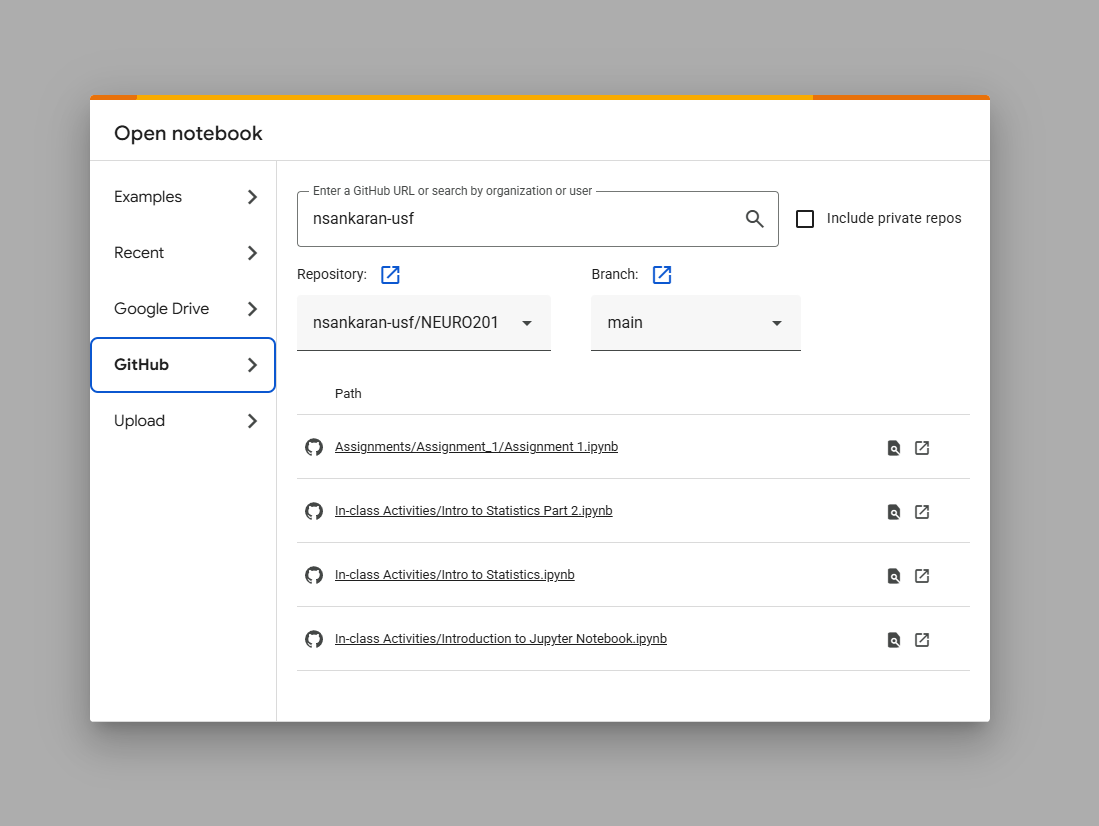 Open notebook
Examples
Recent
Google Drive
GitHub
Upload
Enter a GitHub URL or search by organization or user
nsankaran-usf
Include private repos
Repository:
Branch:
nsankaran-usf/NEURO201
main
Path
Assignments/Assignment_1/Assignment 1.ipynb
In-class Activities/Intro to Statistics Part 2.ipynb
In-class Activities/Intro to Statistics.ipynb
In-class Activities/Introduction to Jupyter Notebook.ipynb